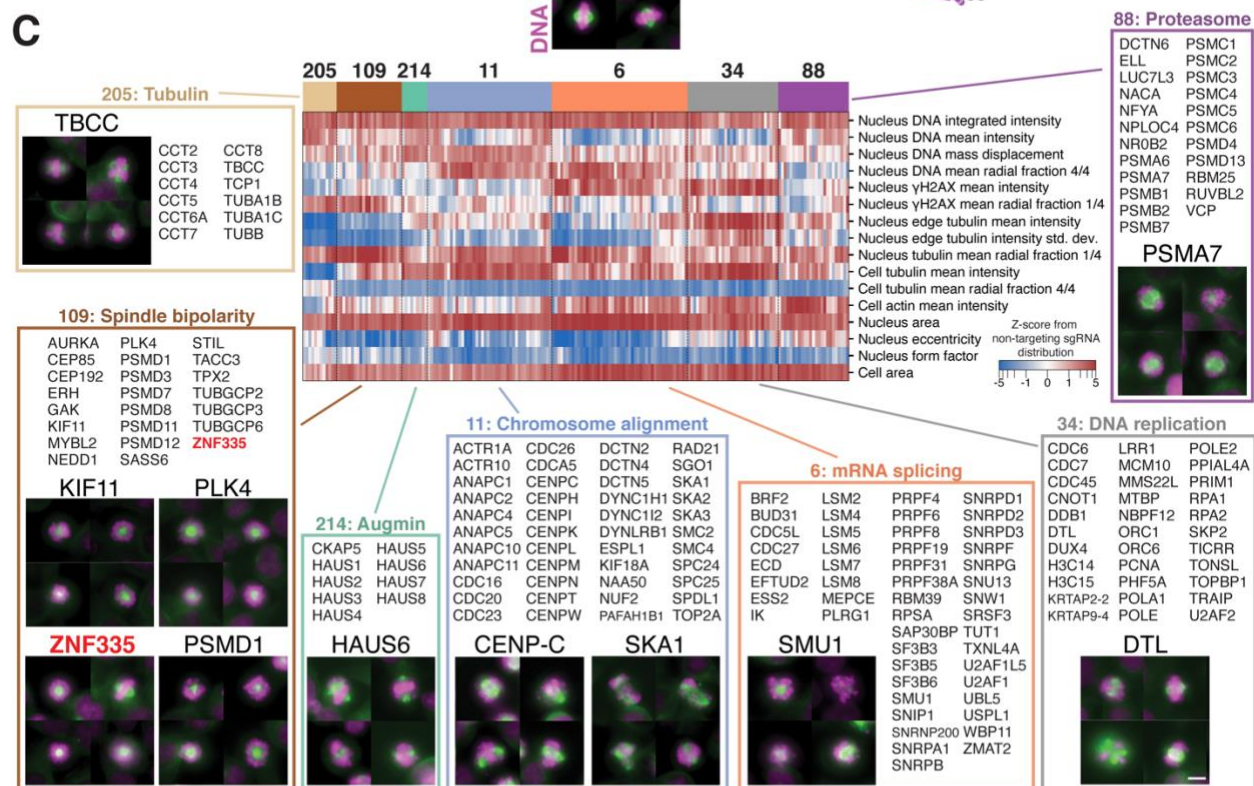 C
DNA
88: Proteasome
DCTN6 PSMC1
ELL PSMC2
LUC7L3 PSMC3
NACA PSMC4
NFYA PSMC5
NPLOC4 PSMC6
NR0B2 PSMD4
PSMA6 PSMD13
PSMA7 RBM25
PSMB1 RUVBL2
PSMB2 VCP
PSMB7
PSMA7
205 109 214 11 6 34 88
205: Tubulin
TBCC
CCT2 CCT8
CCT3 TBCC
CCT4 TCP1
CCT5 TUBA1B
CCT6A TUBA1C
CCT7 TUBB
Nucleus DNA integrated intensity
Nucleus DNA mean intensity
Nucleus DNA mass displacement
Nucleus DNA mean radial fraction 4/4
Nucleus γH2AX mean intensity
Nucleus γH2AX mean radial fraction 1/4
Nucleus edge tubulin mean intensity
Nucleus edge tubulin intensity std. dev.
Nucleus tubulin mean radial fraction 1/4
Cell tubulin mean intensity
Cell tubulin mean radial fraction 4/4
Cell actin mean intensity
Nucleus area
Nucleus eccentricity
Nucleus form factor
Cell area
Z-score from
non-targeting sgRNA
distribution
-5 -1 0 1 5
109: Spindle bipolarity
AURKA PLK4 STIL
CEP85 PSMD1 TACC3
CEP192 PSMD3 TPX2
ERH PSMD7 TUBGCP2
GAK PSMD8 TUBGCP3
KIF11 PSMD11 TUBGCP6
MYBL2 PSMD12 ZNF335
NEDD1 SASS6
KIF11 PLK4
ZNF335 PSMD1
214: Augmin
CKAP5 HAUS5
HAUS1 HAUS6
HAUS2 HAUS7
HAUS3 HAUS8
HAUS4
HAUS6
11: Chromosome alignment
ACTR1A CDC26 DCTN2 RAD21
ACTR10 CDCA5 DCTN4 SGO1
ANAPC1 CENPC DCTN5 SKA1
ANAPC2 CENPH DYNC1H1 SKA2
ANAPC4 CENPI DYNC1I2 SKA3
ANAPC5 CENPK DYNLRB1 SMC2
ANAPC10 CENPL ESPL1 SMC4
ANAPC11 CENPM KIF18A SPC24
CDC16 CENPN NAA50 SPC25
CDC20 CENPT NUF2 SPDL1
CDC23 CENPW PAFAH1B1 TOP2A
CENP-C SKA1
6: mRNA splicing
BRF2 LSM2 PRPF4 SNRPD1
BUD31 LSM4 PRPF6 SNRPD2
CDC5L LSM5 PRPF8 SNRPD3
CDC27 LSM6 PRPF19 SNRPF
ECD LSM7 PRPF31 SNRPG
EFTUD2 LSM8 PRPF38A SNU13
ESS2 MEPCE RBM39 SNW1
IK PLRG1 RPSA SRSF3
SAP30BP TUT1
SF3B3 TXNL4A
SF3B5 U2AF1L5
SF3B6 U2AF1
SMU1 UBL5
SNIP1 USPL1
SNRNP200 WBP11
SNRPA1 ZMAT2
SNRPB
SMU1
34: DNA replication
CDC6 LRR1 POLE2
CDC7 MCM10 PPIAL4A
CDC45 MMS22L PRIM1
CNOT1 MTBP RPA1
DDB1 NBPF12 RPA2
DTL ORC1 SKP2
DUX4 ORC6 TICRR
H3C14 PCNA TONSL
H3C15 PHF5A TOPBP1
KRTAP2-2 POLA1 TRAIP
KRTAP9-4 POLE U2AF2
DTL